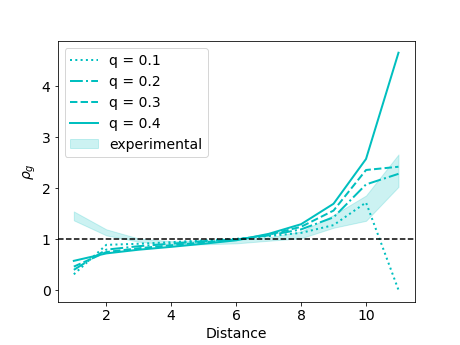 q = 0.1
q = 0.2
q = 0.3
q = 0.4
experimental
4
3
2
1
0
ρg
2 4 6 8 10
Distance